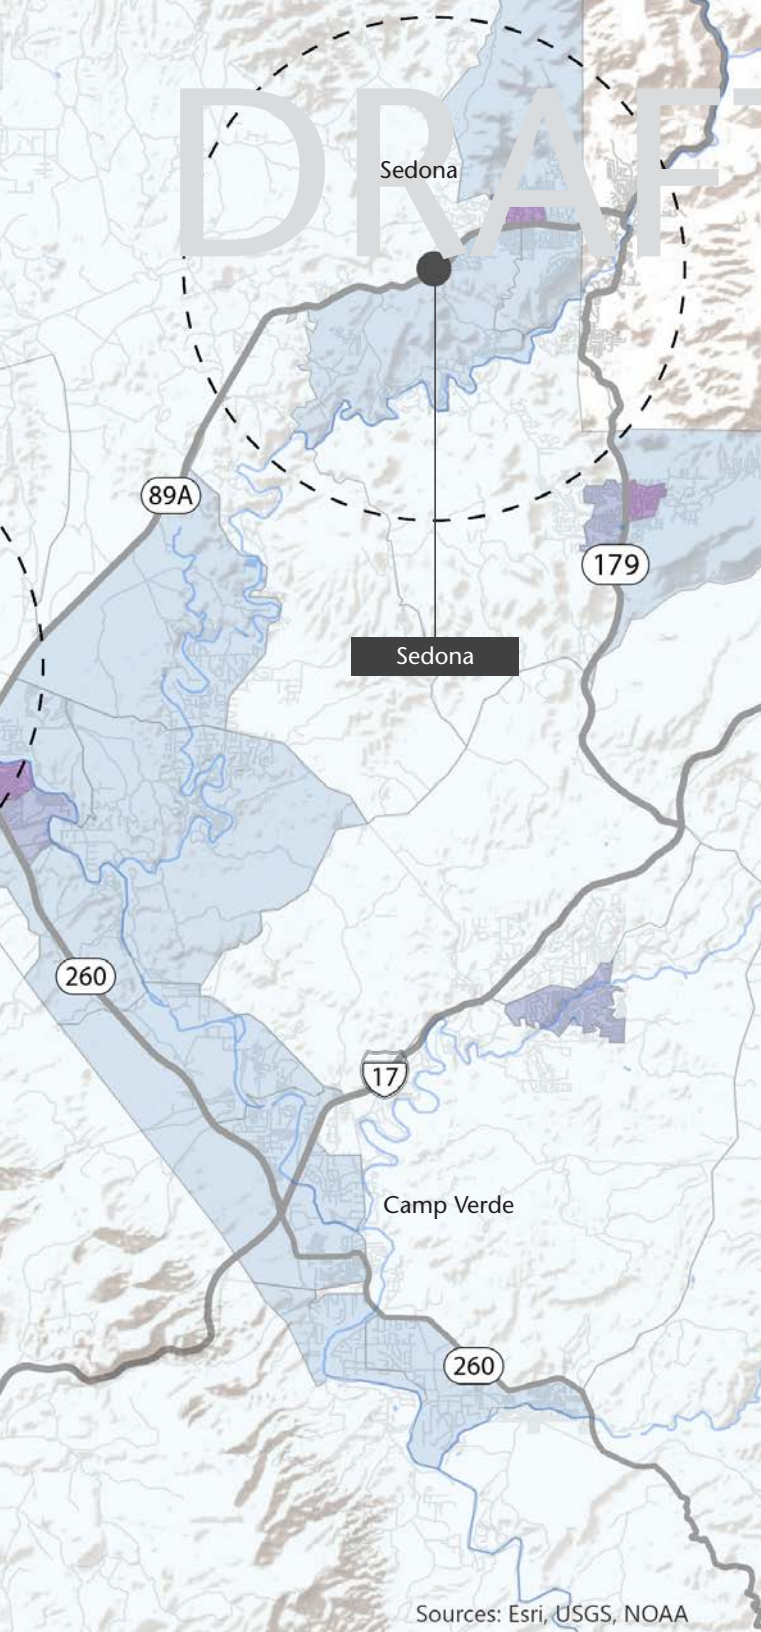 DRAFT
Sedona
89A
179
Sedona
260
17
Camp Verde
260
Sources: Esri, USGS, NOAA